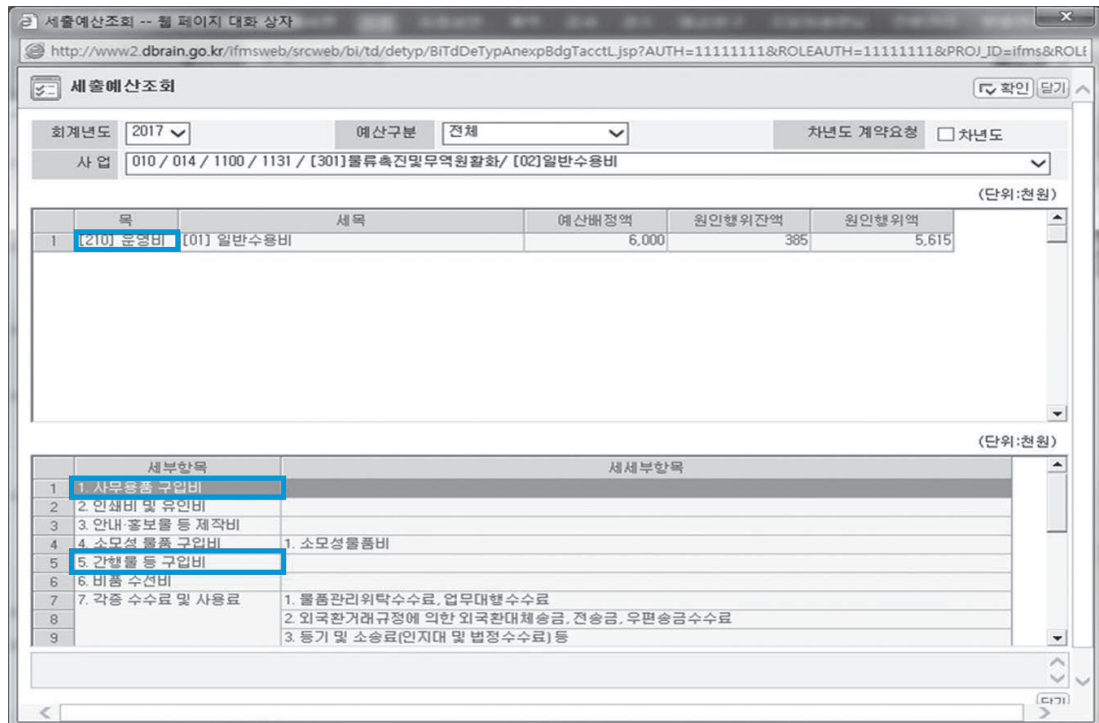 세출예산조회 -- 웹 페이지 대화 상자
http://www2.dbrain.go.kr/ifmsweb/srcweb/bi/td/detyp/BiTdDeTypAnexpBdgTacctL.jsp?AUTH=11111111&ROLEAUTH=11111111&PROJ_ID=ifms&ROLE
세출예산조회 확인 닫기
회계년도 2017 예산구분 전체 차년도 계약요청 차년도
사 업 010 / 014 / 1100 / 1131 / [301]물류촉진및무역원활화/ [02]일반수용비
(단위:천원)
목 세목 예산배정액 원인행위잔액 원인행위액
1 [210] 운영비 [01] 일반수용비 6,000 385 5,615
(단위:천원)
세부항목 세세부항목
1 1. 사무용품 구입비
2 2. 인쇄비 및 유인비
3 3. 안내·홍보물 등 제작비
4 4. 소모성 물품 구입비 1. 소모성물품비
5 5. 간행물 등 구입비
6 6. 비품 수선비
7 7. 각종 수수료 및 사용료 1. 물품관리위탁수수료, 업무대행수수료
8 2. 외국환거래규정에 의한 외국환대체송금, 전송금, 우편송금수수료
9 3. 등기 및 소송료(인지대 및 법정수수료) 등
닫기